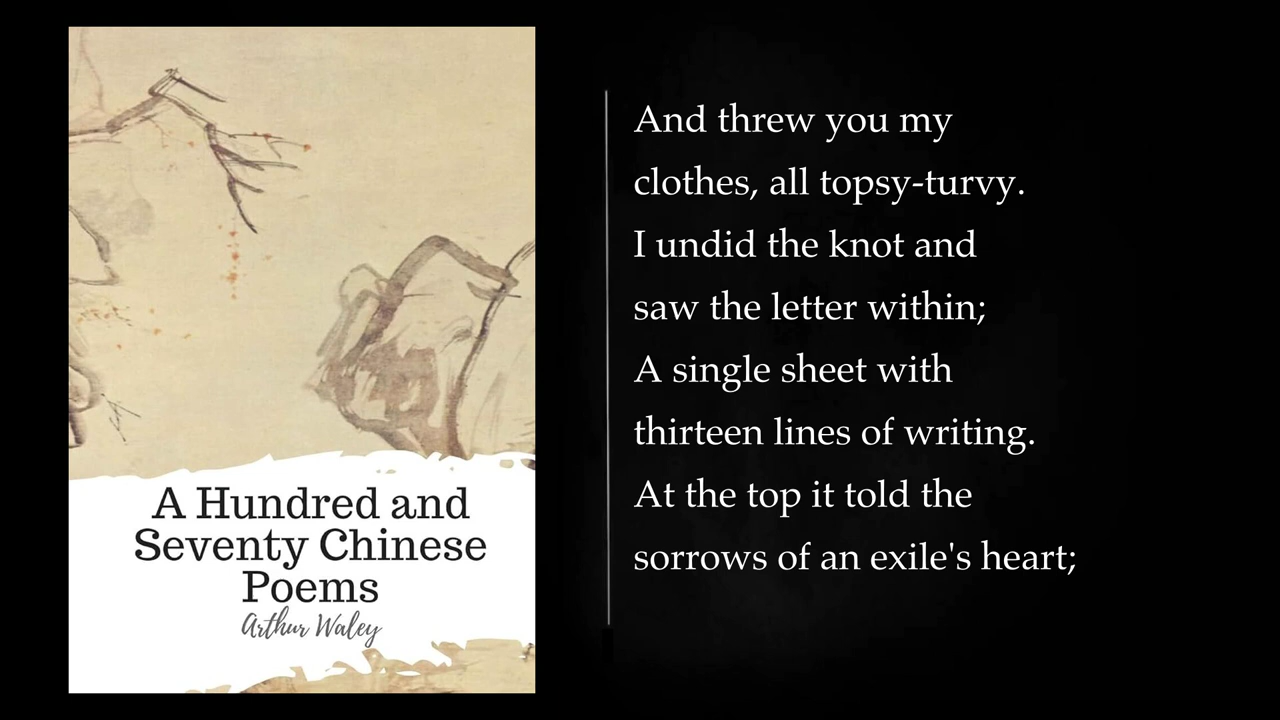 A Hundred and
Seventy Chinese
Poems
Arthur Waley
And threw you my
clothes, all topsy-turvy.
I undid the knot and
saw the letter within;
A single sheet with
thirteen lines of writing.
At the top it told the
sorrows of an exile's heart;